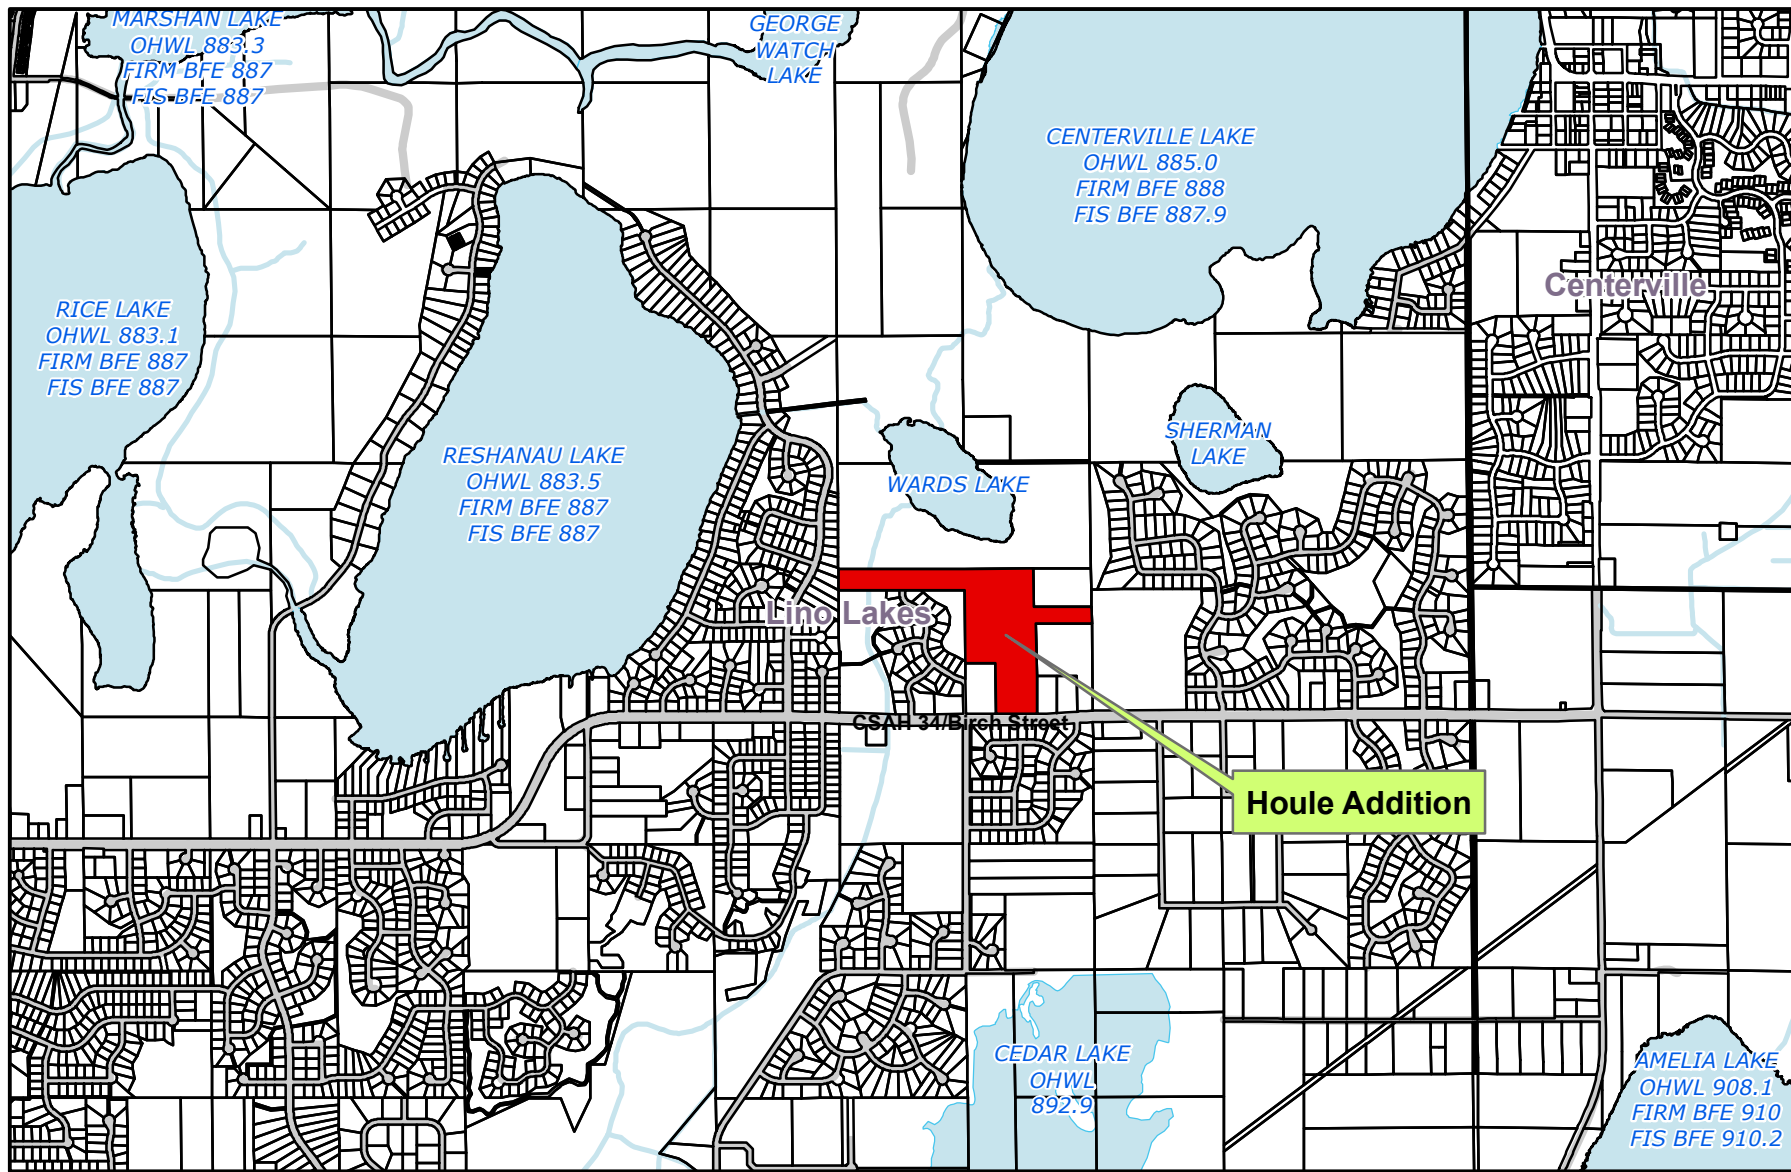 MARSHAN LAKE
OHWL 883.3
FIRM BFE 887
FIS BFE 887
GEORGE
WATCH
LAKE
CENTERVILLE LAKE
OHWL 885.0
FIRM BFE 888
FIS BFE 887.9
Centerville
RICE LAKE
OHWL 883.1
FIRM BFE 887
FIS BFE 887
RESHANAU LAKE
OHWL 883.5
FIRM BFE 887
FIS BFE 887
SHERMAN
LAKE
WARDS LAKE
Lino Lakes
CSAH 34/Birch Street
Houle Addition
CEDAR LAKE
OHWL
892.9
AMELIA LAKE
OHWL 908.1
FIRM BFE 910
FIS BFE 910.2